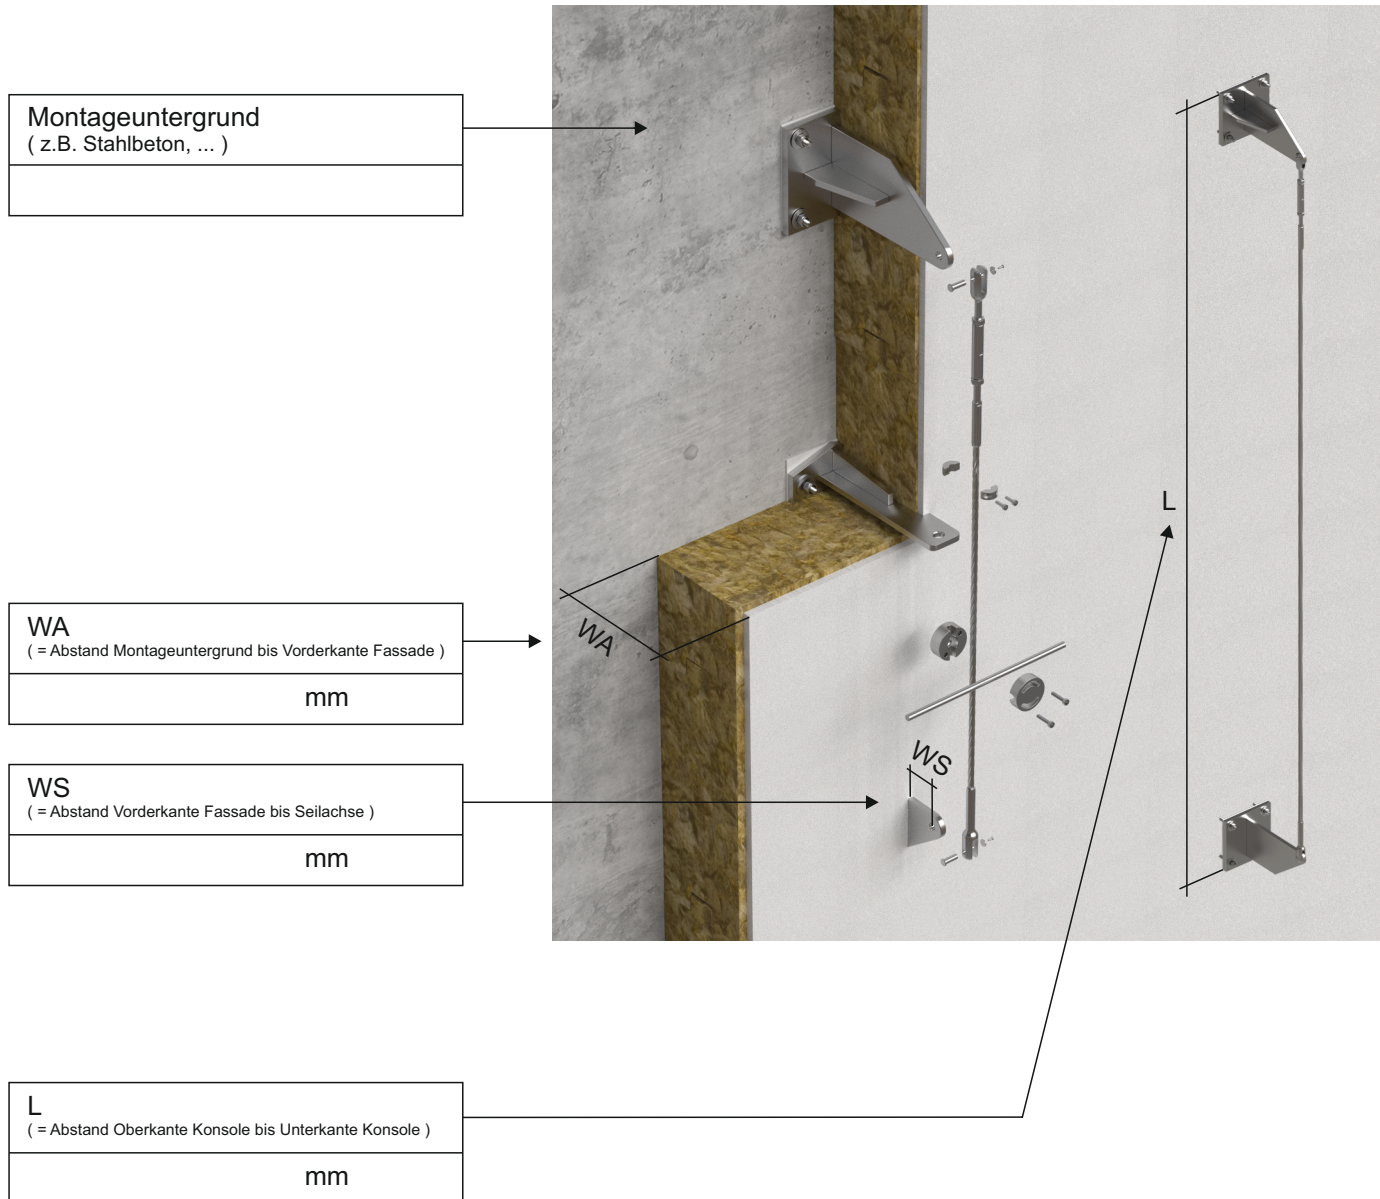 Montageuntergrund
( z.B. Stahlbeton, ... )
WA
( = Abstand Montageuntergrund bis Vorderkante Fassade )
mm
WS
( = Abstand Vorderkante Fassade bis Seilachse )
mm
L
( = Abstand Oberkante Konsole bis Unterkante Konsole )
mm
WA
WS
L